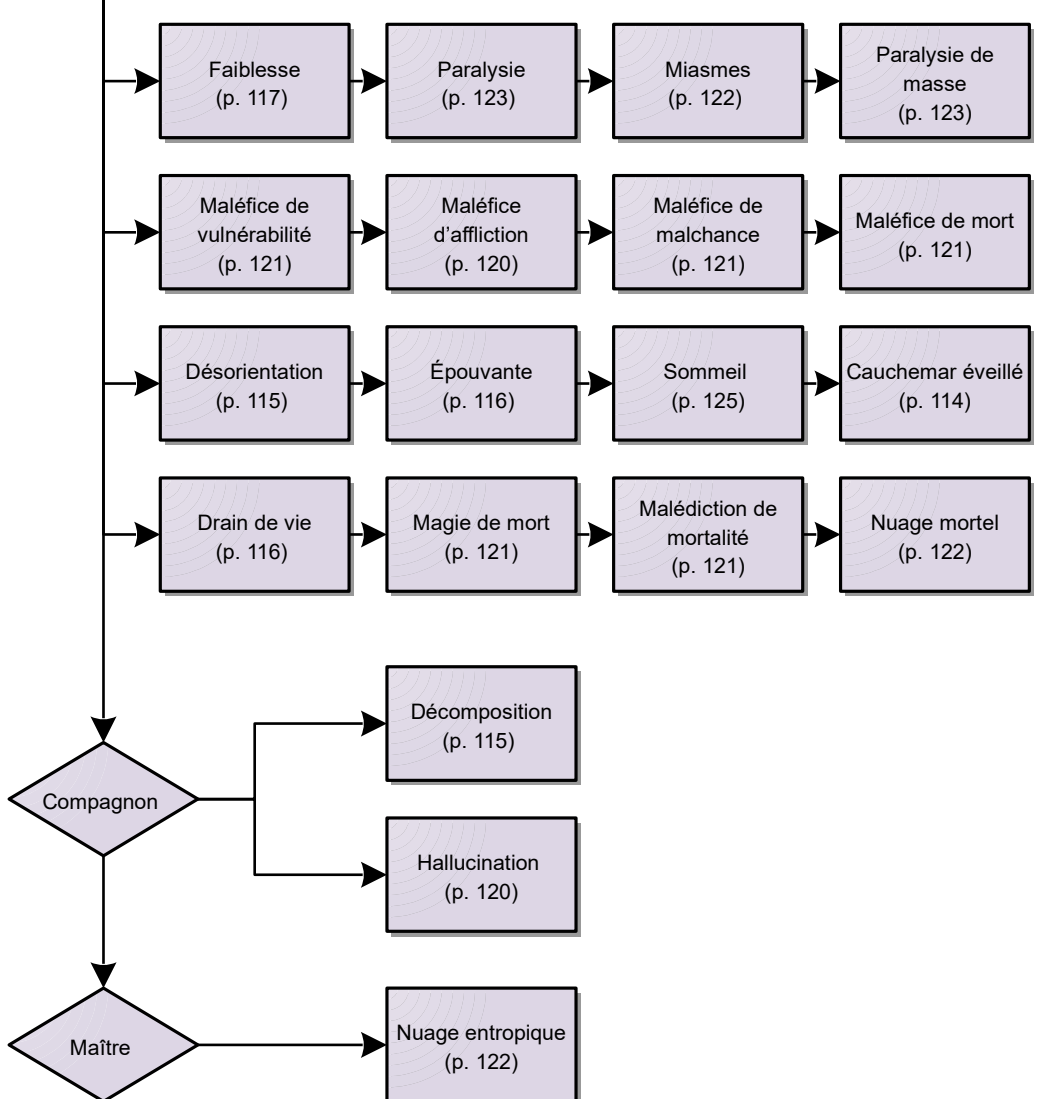 Faiblesse
(p. 117)
Paralysie
(p. 123)
Miasmes
(p. 122)
Paralysie de
masse
(p. 123)
Maléfice de
vulnérabilité
(p. 121)
Maléfice
d’affliction
(p. 120)
Maléfice de
malchance
(p. 121)
Maléfice de mort
(p. 121)
Désorientation
(p. 115)
Épouvante
(p. 116)
Sommeil
(p. 125)
Cauchemar éveillé
(p. 114)
Drain de vie
(p. 116)
Magie de mort
(p. 121)
Malédiction de
mortalité
(p. 121)
Nuage mortel
(p. 122)
Compagnon
Décomposition
(p. 115)
Hallucination
(p. 120)
Maître
Nuage entropique
(p. 122)